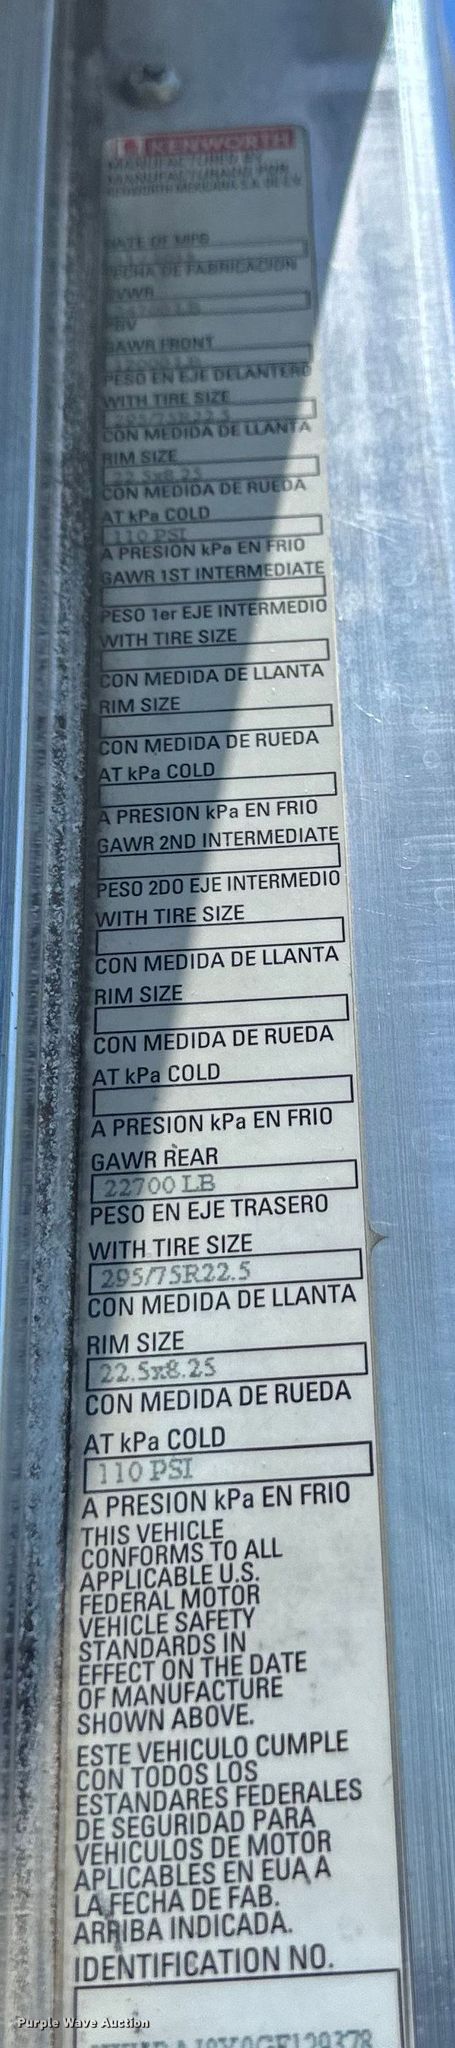 KENWORTH
MANUFACTURED BY
MANUFACTURADO POR
KENWORTH MEXICANA S.A. DE C.V.
DATE OF MFG
FECHA DE FABRICACION
GVWR
PBV
GAWR FRONT
PESO EN EJE DELANTERO
WITH TIRE SIZE
295/75R22.5
CON MEDIDA DE LLANTA
RIM SIZE
22.5x8.25
CON MEDIDA DE RUEDA
AT kPa COLD
110 PSI
A PRESION kPa EN FRIO
GAWR 1ST INTERMEDIATE
PESO 1er EJE INTERMEDIO
WITH TIRE SIZE
CON MEDIDA DE LLANTA
RIM SIZE
CON MEDIDA DE RUEDA
AT kPa COLD
A PRESION kPa EN FRIO
GAWR 2ND INTERMEDIATE
PESO 2DO EJE INTERMEDIO
WITH TIRE SIZE
CON MEDIDA DE LLANTA
RIM SIZE
CON MEDIDA DE RUEDA
AT kPa COLD
A PRESION kPa EN FRIO
GAWR REAR
22700 LB
PESO EN EJE TRASERO
WITH TIRE SIZE
295/75R22.5
CON MEDIDA DE LLANTA
RIM SIZE
22.5x8.25
CON MEDIDA DE RUEDA
AT kPa COLD
110 PSI
A PRESION kPa EN FRIO
THIS VEHICLE
CONFORMS TO ALL
APPLICABLE U.S.
FEDERAL MOTOR
VEHICLE SAFETY
STANDARDS IN
EFFECT ON THE DATE
OF MANUFACTURE
SHOWN ABOVE.
ESTE VEHICULO CUMPLE
CON TODOS LOS
ESTANDARES FEDERALES
DE SEGURIDAD PARA
VEHICULOS DE MOTOR
APLICABLES EN EUA A
LA FECHA DE FAB.
ARRIBA INDICADA.
IDENTIFICATION NO.
Purple Wave Auction